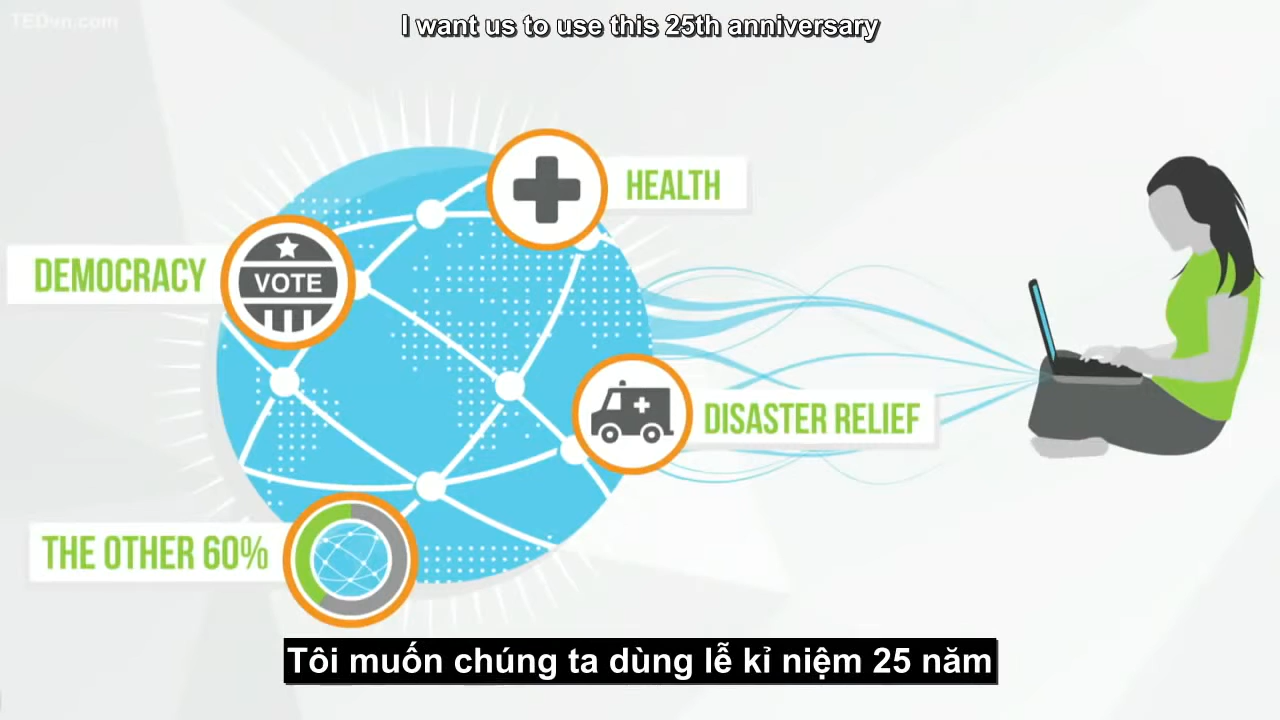 TEDvn.com
I want us to use this 25th anniversary
HEALTH
DEMOCRACY
VOTE
DISASTER RELIEF
THE OTHER 60%
Tôi muốn chúng ta dùng lễ kỉ niệm 25 năm